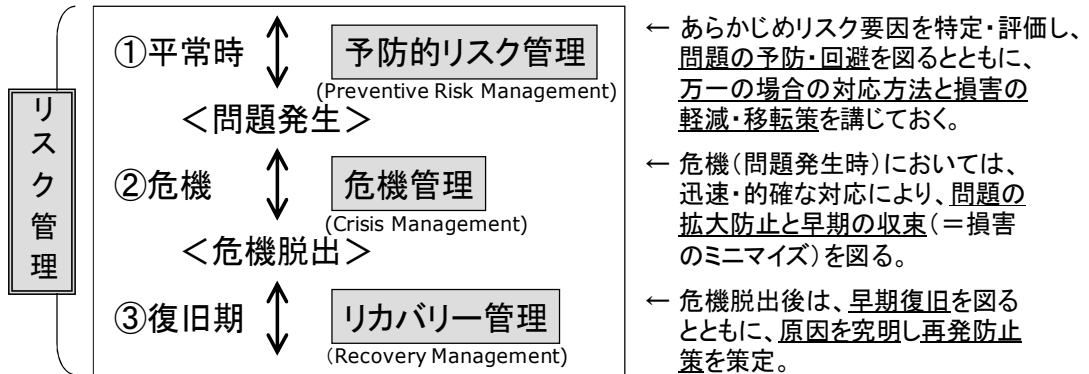 リスク管理
①平常時
予防的リスク管理
(Preventive Risk Management)
＜問題発生＞
②危機
危機管理
(Crisis Management)
＜危機脱出＞
③復旧期
リカバリー管理
(Recovery Management)
← あらかじめリスク要因を特定・評価し、
問題の予防・回避を図るとともに、
万一の場合の対応方法と損害の
軽減・移転策を講じておく。
← 危機(問題発生時)においては、
迅速・的確な対応により、問題の
拡大防止と早期の収束(＝損害
のミニマイズ)を図る。
← 危機脱出後は、早期復旧を図る
とともに、原因を究明し再発防止
策を策定。